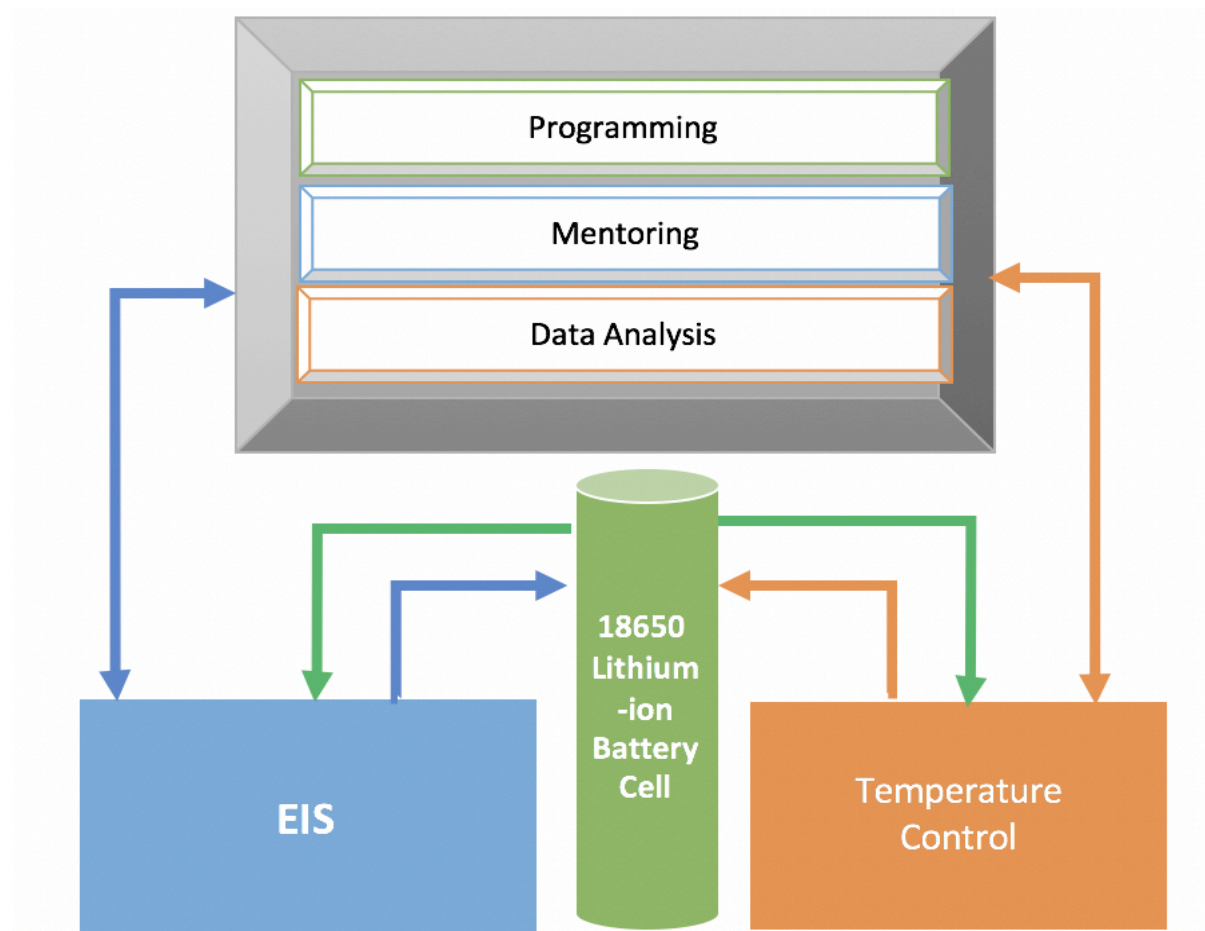 Programming
Mentoring
Data Analysis
18650
Lithium
-ion
Battery
Cell
EIS
Temperature
Control